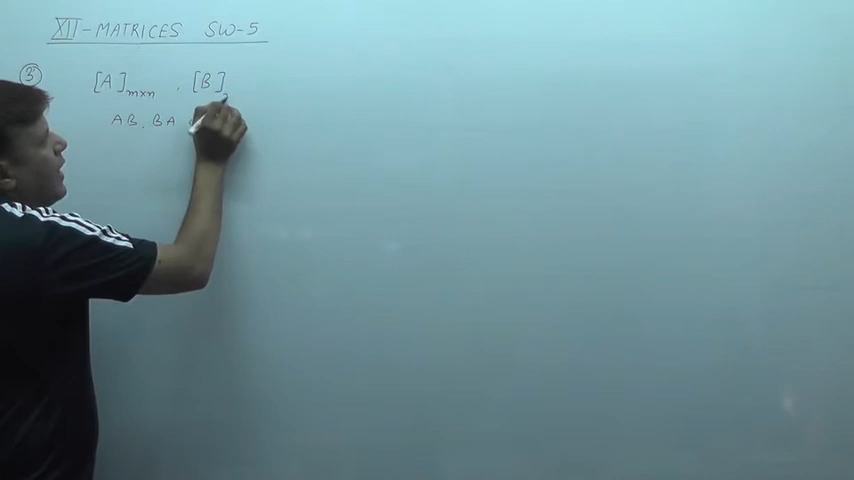 XII - MATRICES SW-5
3 [A]m×n , [B]
AB, BA